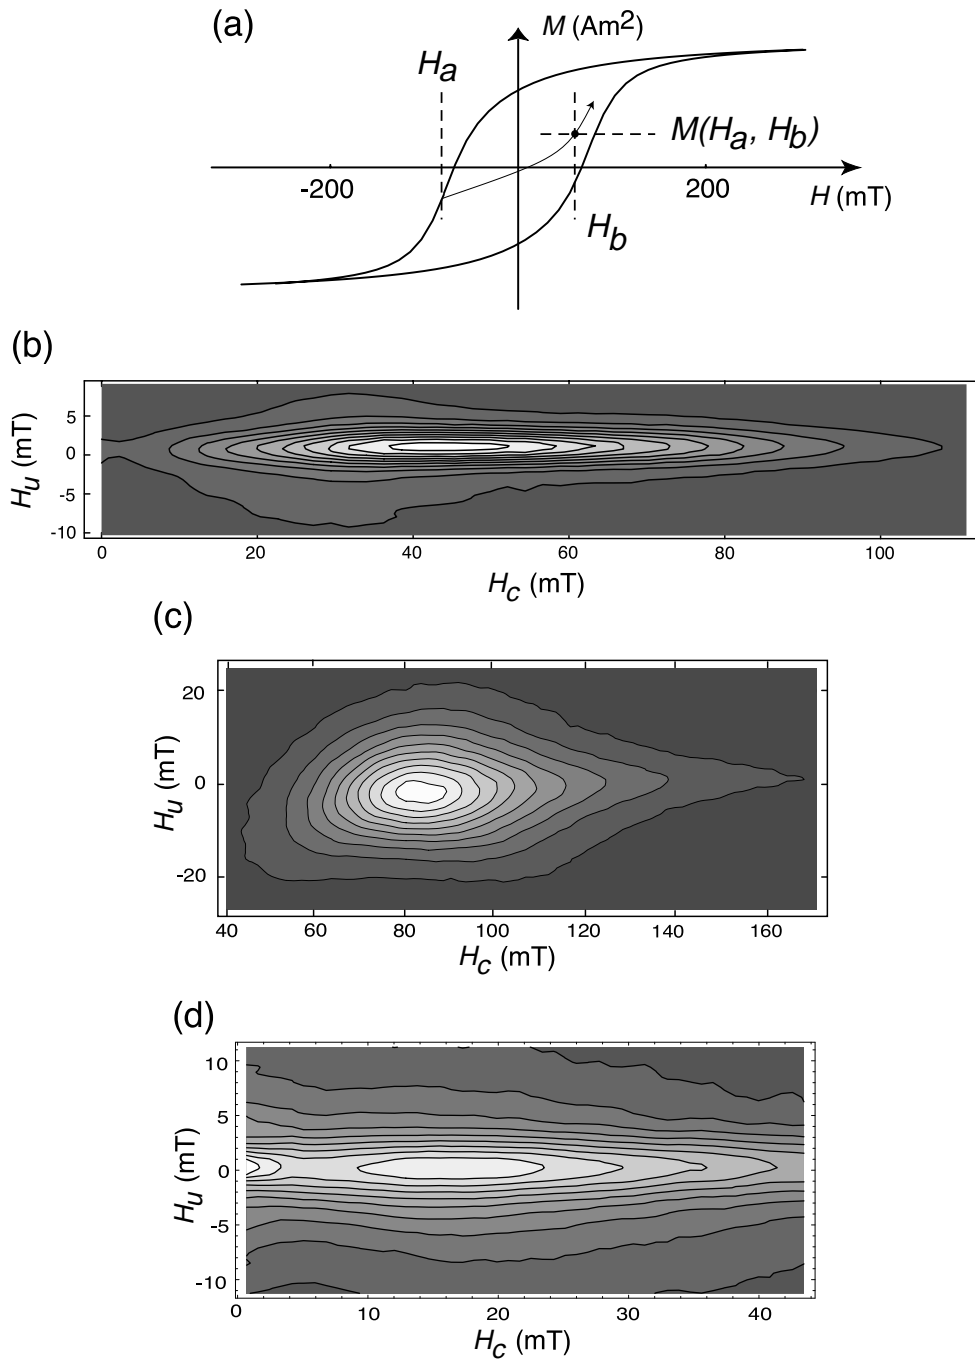 (a)
M (Am2)
Ha
M(Ha, Hb)
-200
200
H (mT)
Hb
(b)
5
0
-5
-10
Hu (mT)
0 20 40 60 80 100
Hc (mT)
(c)
20
0
-20
Hu (mT)
40 60 80 100 120 140 160
Hc (mT)
(d)
10
5
0
-5
-10
Hu (mT)
0 10 20 30 40
Hc (mT)